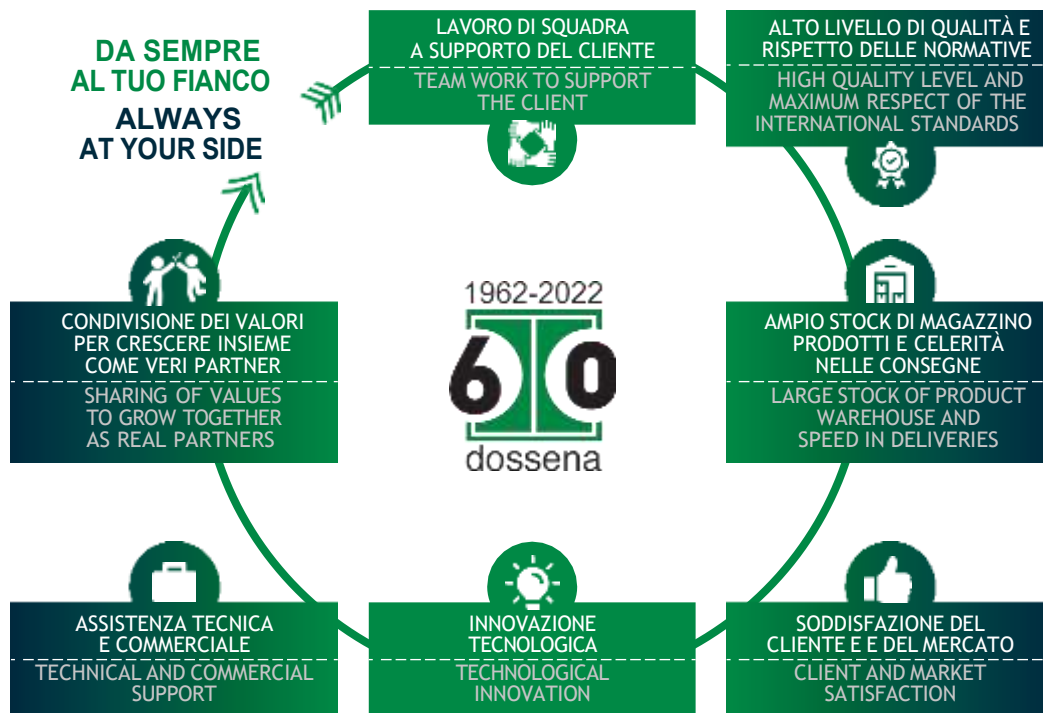 DA SEMPRE
AL TUO FIANCO
ALWAYS
AT YOUR SIDE
LAVORO DI SQUADRA
A SUPPORTO DEL CLIENTE
TEAM WORK TO SUPPORT
THE CLIENT
ALTO LIVELLO DI QUALITÀ E
RISPETTO DELLE NORMATIVE
HIGH QUALITY LEVEL AND
MAXIMUM RESPECT OF THE
INTERNATIONAL STANDARDS
CONDIVISIONE DEI VALORI
PER CRESCERE INSIEME
COME VERI PARTNER
SHARING OF VALUES
TO GROW TOGETHER
AS REAL PARTNERS
1962-2022
60
dossena
AMPIO STOCK DI MAGAZZINO
PRODOTTI E CELERITÀ
NELLE CONSEGNE
LARGE STOCK OF PRODUCT
WAREHOUSE AND
SPEED IN DELIVERIES
ASSISTENZA TECNICA
E COMMERCIALE
TECHNICAL AND COMMERCIAL
SUPPORT
INNOVAZIONE
TECNOLOGICA
TECHNOLOGICAL
INNOVATION
SODDISFAZIONE DEL
CLIENTE E E DEL MERCATO
CLIENT AND MARKET
SATISFACTION